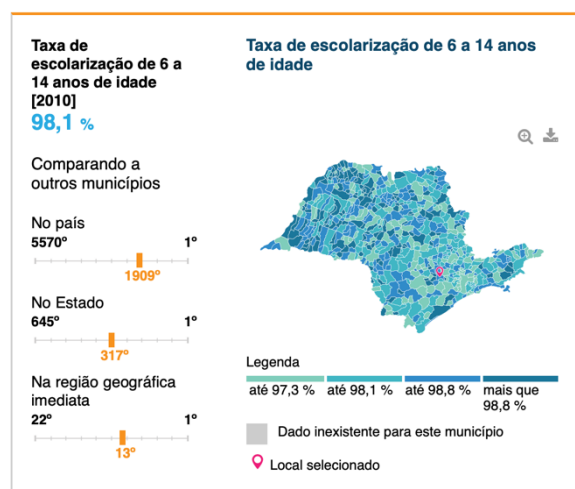 Taxa de
escolarização de 6 a
14 anos de idade
[2010]
98,1 %
Comparando a
outros municípios
No país
5570º 1º
1909º
No Estado
645º 1º
317º
Na região geográfica
imediata
22º 1º
13º
Taxa de escolarização de 6 a 14 anos
de idade
Legenda
até 97,3 % até 98,1 % até 98,8 % mais que
98,8 %
Dado inexistente para este município
Local selecionado